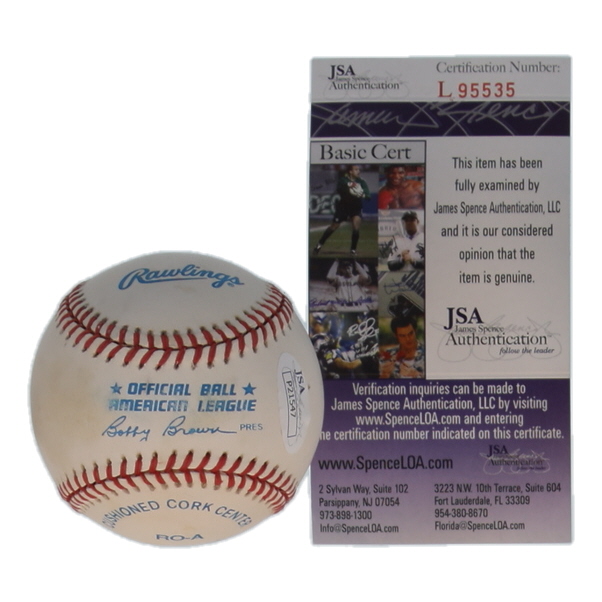 Rawlings
OFFICIAL BALL
AMERICAN LEAGUE
Bobby Brown PRES
CUSHIONED CORK CENTER
RO-A
JSA
JSA
James Spence
Authentication
Certification Number:
L 95535
James Spence
Basic Cert
This item has been
fully examined by
James Spence Authentication, LLC
and it is our considered
opinion that the
item is genuine.
JSA
James Spence
Authentication
follow the leader
Verification inquiries can be made to
James Spence Authentication, LLC by visiting
www.SpenceLOA.com and entering
he certification number indicated on this certificate.
www.SpenceLOA.com
JSA
Authentication
2 Sylvan Way, Suite 102
Parsippany, NJ 07054
973-898-1300
Info@SpenceLOA.com
3223 N.W. 10th Terrace, Suite 604
Fort Lauderdale, FL 33309
954-380-8670
Florida@SpenceLOA.com